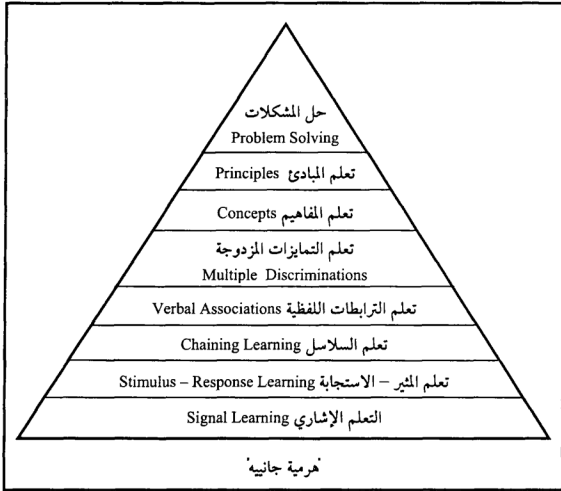 حل المشكلات
Problem Solving
تعلم المبادئ Principles
تعلم المفاهيم Concepts
تعلم التمايزات المزدوجة
Multiple Discriminations
تعلم الترابطات اللفظية Verbal Associations
تعلم السلاسل Chaining Learning
تعلم المثير – الاستجابة Stimulus – Response Learning
التعلم الإشاري Signal Learning
"هرمية جانييه"